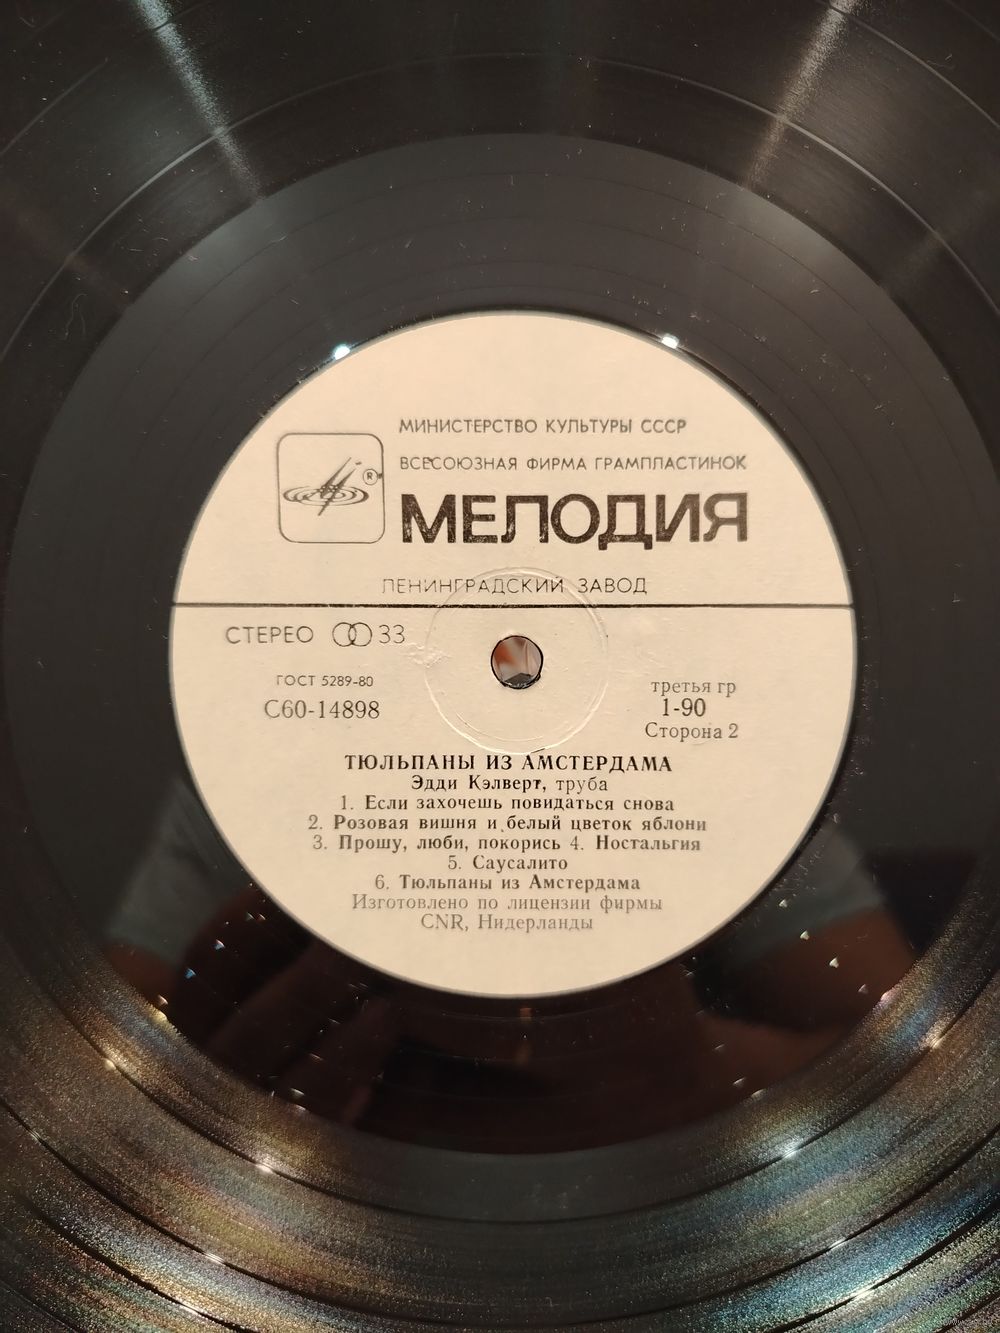 МИНИСТЕРСТВО КУЛЬТУРЫ СССР
ВСЕСОЮЗНАЯ ФИРМА ГРАМПЛАСТИНОК
®
МЕЛОДИЯ
ЛЕНИНГРАДСКИЙ ЗАВОД
СТЕРЕО 33
ГОСТ 5289-80
С60-14898
третья гр
1-90
Сторона 2
ТЮЛЬПАНЫ ИЗ АМСТЕРДАМА
Эдди Кэлверт, труба
1. Если захочешь повидаться снова
2. Розовая вишня и белый цветок яблони
3. Прошу, люби, покорись 4. Ностальгия
5. Саусалито
6. Тюльпаны из Амстердама
Изготовлено по лицензии фирмы
CNR, Нидерланды